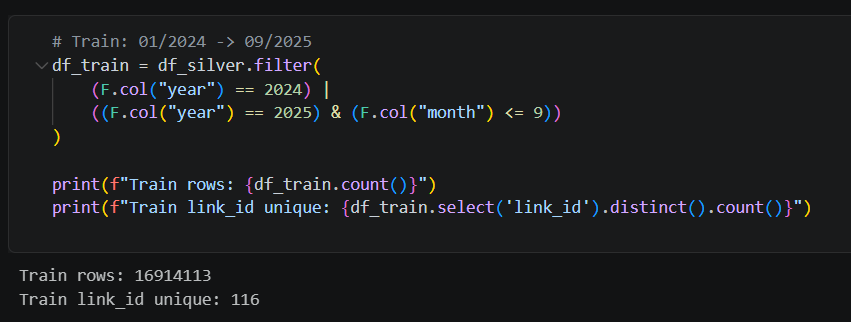 # Train: 01/2024 -> 09/2025
df_train = df_silver.filter(
    (F.col("year") == 2024) |
    ((F.col("year") == 2025) & (F.col("month") <= 9))
)

print(f"Train rows: {df_train.count()}")
print(f"Train link_id unique: {df_train.select('link_id').distinct().count()}")

Train rows: 16914113
Train link_id unique: 116